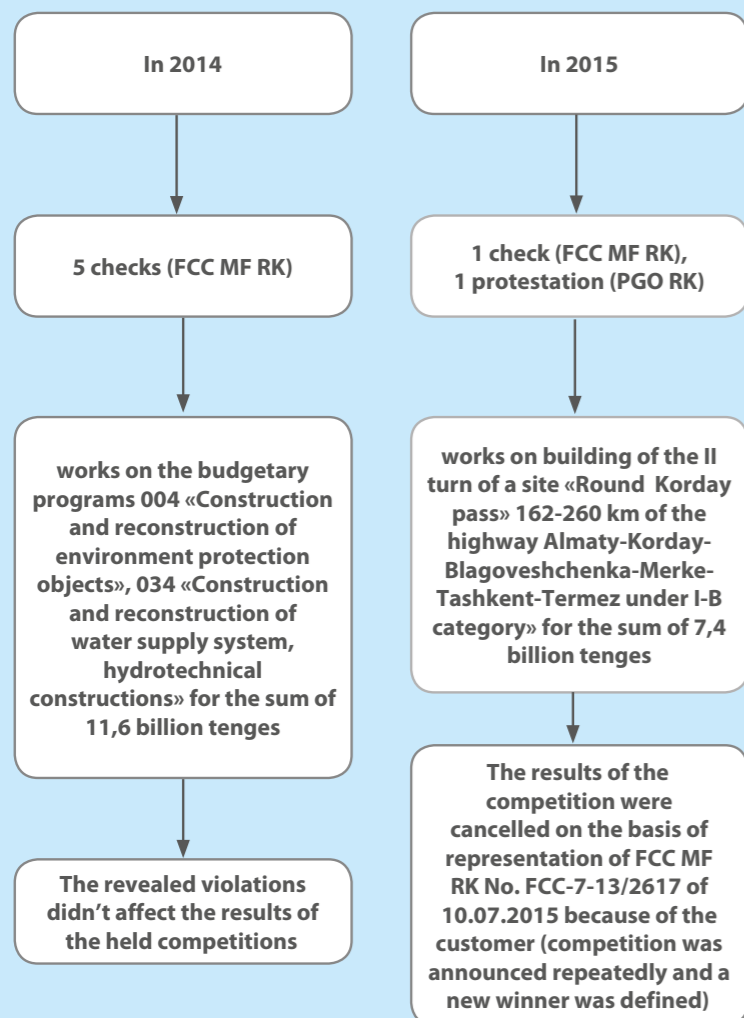 In 2014
5 checks (FCC MF RK)
works on the budgetary
programs 004 «Construction
and reconstruction of
environment protection
objects», 034 «Construction
and reconstruction of
water supply system,
hydrotechnical
constructions» for the sum of
11,6 billion tenges
The revealed violations
didn’t affect the results of
the held competitions
In 2015
1 check (FCC MF RK),
1 protestation (PGO RK)
works on building of the II
turn of a site «Round Korday
pass» 162-260 km of the
highway Almaty-Korday-
Blagoveshchenka-Merke-
Tashkent-Termez under I-B
category» for the sum of 7,4
billion tenges
The results of the
competition were
cancelled on the basis of
representation of FCC MF
RK No. FCC-7-13/2617 of
10.07.2015 because of the
customer (competition was
announced repeatedly and a
new winner was defined)